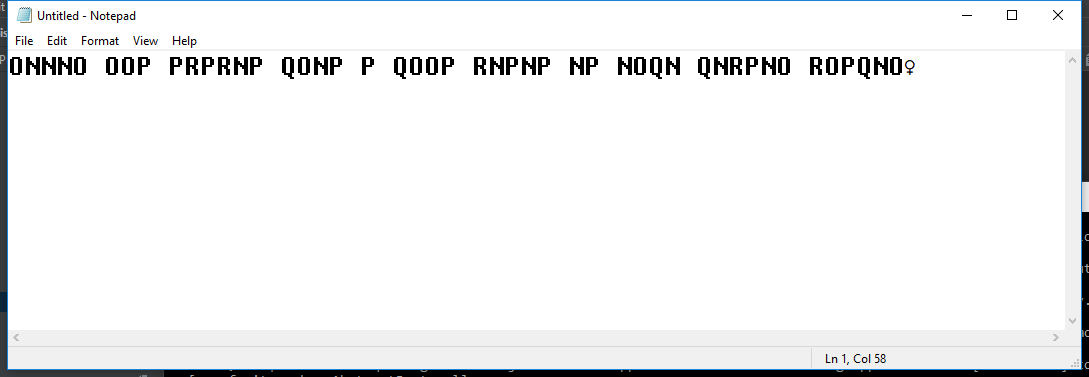 Untitled - Notepad
File Edit Format View Help
ONNNO OOP PRPRNP QONP P QOOP RNPNP NP NOQN QNRPNO ROPQNO♀
Ln 1, Col 58